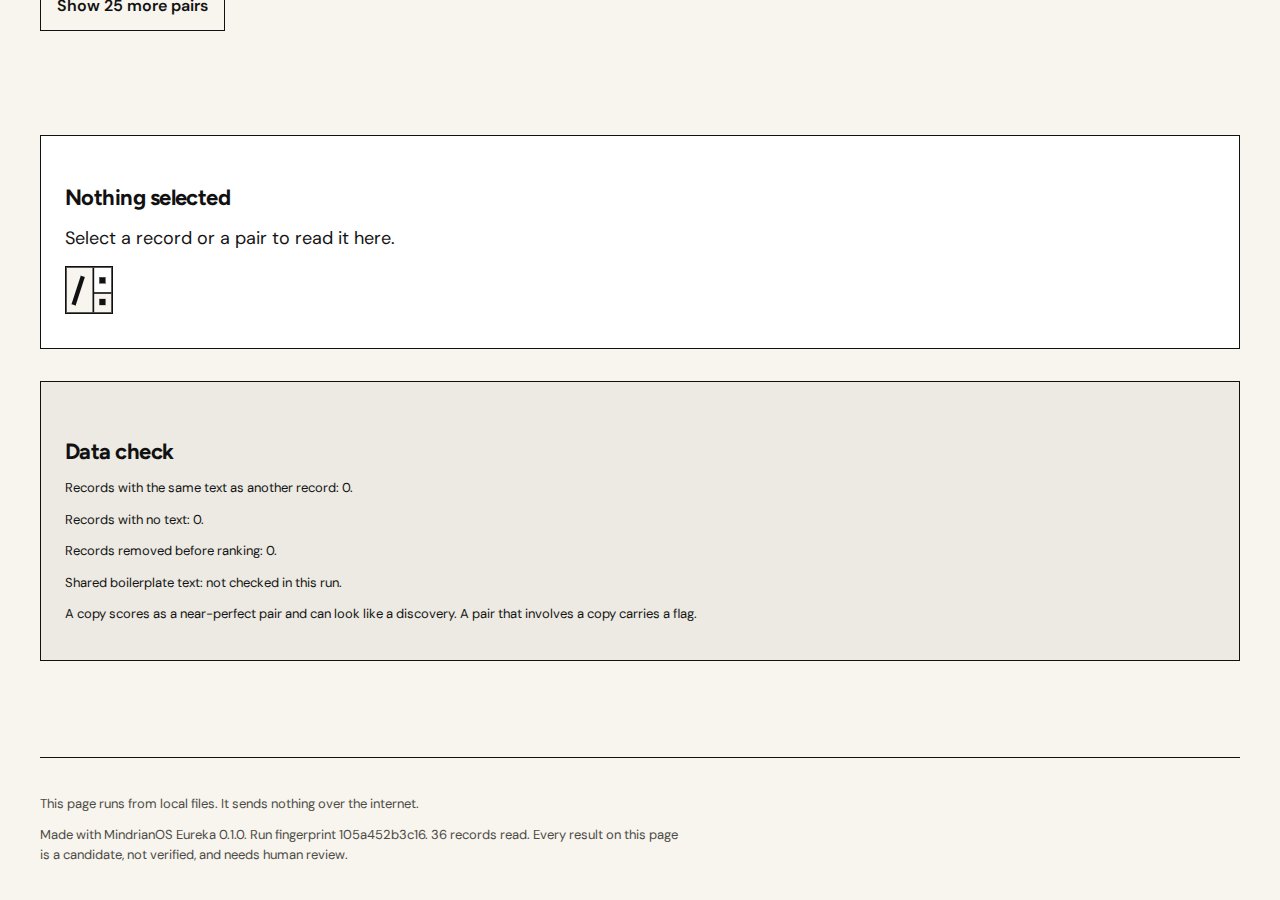 Show 25 more pairs
Nothing selected
Select a record or a pair to read it here.
Data check
Records with the same text as another record: 0.
Records with no text: 0.
Records removed before ranking: 0.
Shared boilerplate text: not checked in this run.
A copy scores as a near-perfect pair and can look like a discovery. A pair that involves a copy carries a flag.
This page runs from local files. It sends nothing over the internet.
Made with MindrianOS Eureka 0.1.0. Run fingerprint 105a452b3c16. 36 records read. Every result on this page
is a candidate, not verified, and needs human review.